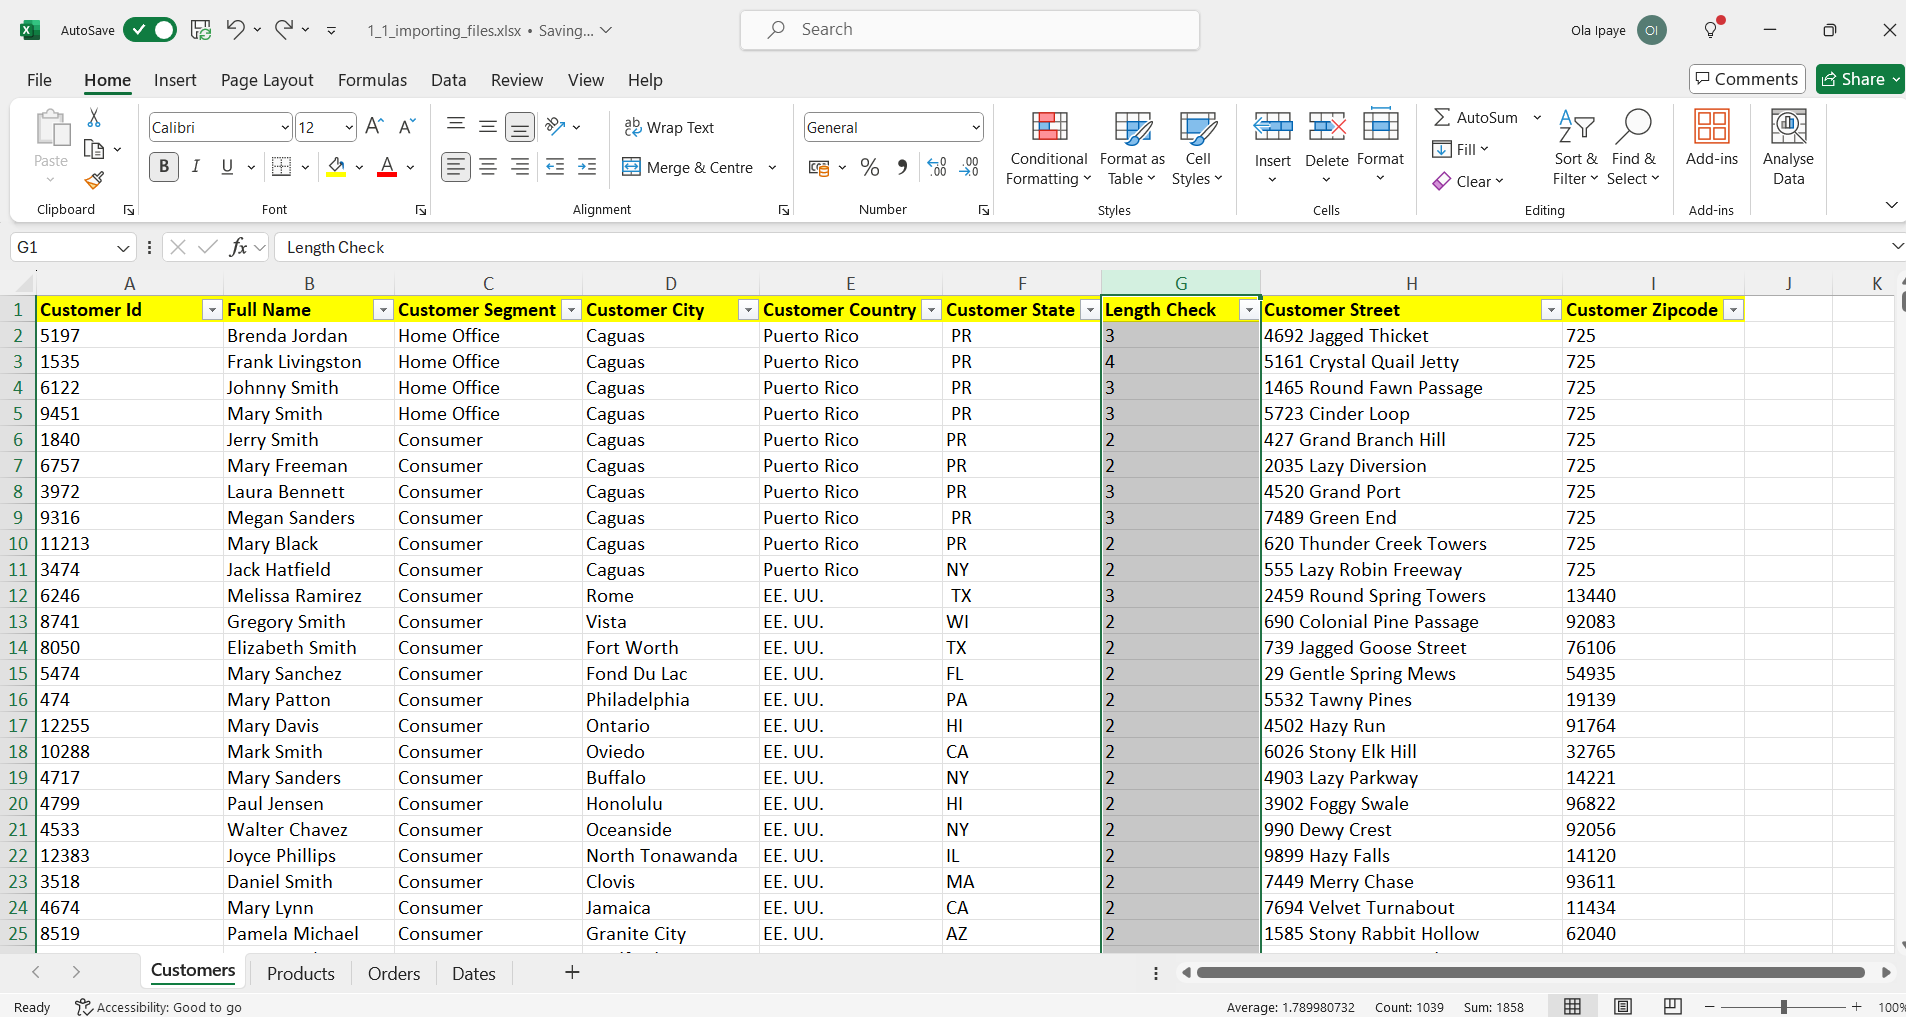 AutoSave 1_1_importing_files.xlsx • Saving... Search Ola Ipaye OI
File Home Insert Page Layout Formulas Data Review View Help Comments Share
Paste Calibri 12 Wrap Text General Conditional Formatting Format as Table Cell Styles Insert Delete Format AutoSum Sort & Filter Find & Select Add-ins Analyse Data
B I U A Merge & Centre % Fill Clear
Clipboard Font Alignment Number Styles Cells Editing Add-ins
G1 fx Length Check
A B C D E F G H I J K
1 Customer Id Full Name Customer Segment Customer City Customer Country Customer State Length Check Customer Street Customer Zipcode
2 5197 Brenda Jordan Home Office Caguas Puerto Rico PR 3 4692 Jagged Thicket 725
3 1535 Frank Livingston Home Office Caguas Puerto Rico PR 4 5161 Crystal Quail Jetty 725
4 6122 Johnny Smith Home Office Caguas Puerto Rico PR 3 1465 Round Fawn Passage 725
5 9451 Mary Smith Home Office Caguas Puerto Rico PR 3 5723 Cinder Loop 725
6 1840 Jerry Smith Consumer Caguas Puerto Rico PR 2 427 Grand Branch Hill 725
7 6757 Mary Freeman Consumer Caguas Puerto Rico PR 2 2035 Lazy Diversion 725
8 3972 Laura Bennett Consumer Caguas Puerto Rico PR 3 4520 Grand Port 725
9 9316 Megan Sanders Consumer Caguas Puerto Rico PR 3 7489 Green End 725
10 11213 Mary Black Consumer Caguas Puerto Rico PR 2 620 Thunder Creek Towers 725
11 3474 Jack Hatfield Consumer Caguas Puerto Rico NY 2 555 Lazy Robin Freeway 725
12 6246 Melissa Ramirez Consumer Rome EE. UU. TX 3 2459 Round Spring Towers 13440
13 8741 Gregory Smith Consumer Vista EE. UU. WI 2 690 Colonial Pine Passage 92083
14 8050 Elizabeth Smith Consumer Fort Worth EE. UU. TX 2 739 Jagged Goose Street 76106
15 5474 Mary Sanchez Consumer Fond Du Lac EE. UU. FL 2 29 Gentle Spring Mews 54935
16 474 Mary Patton Consumer Philadelphia EE. UU. PA 2 5532 Tawny Pines 19139
17 12255 Mary Davis Consumer Ontario EE. UU. HI 2 4502 Hazy Run 91764
18 10288 Mark Smith Consumer Oviedo EE. UU. CA 2 6026 Stony Elk Hill 32765
19 4717 Mary Sanders Consumer Buffalo EE. UU. NY 2 4903 Lazy Parkway 14221
20 4799 Paul Jensen Consumer Honolulu EE. UU. HI 2 3902 Foggy Swale 96822
21 4533 Walter Chavez Consumer Oceanside EE. UU. NY 2 990 Dewy Crest 92056
22 12383 Joyce Phillips Consumer North Tonawanda EE. UU. IL 2 9899 Hazy Falls 14120
23 3518 Daniel Smith Consumer Clovis EE. UU. MA 2 7449 Merry Chase 93611
24 4674 Mary Lynn Consumer Jamaica EE. UU. CA 2 7694 Velvet Turnabout 11434
25 8519 Pamela Michael Consumer Granite City EE. UU. AZ 2 1585 Stony Rabbit Hollow 62040
Customers Products Orders Dates
Ready Accessibility: Good to go Average: 1.789980732 Count: 1039 Sum: 1858 100%